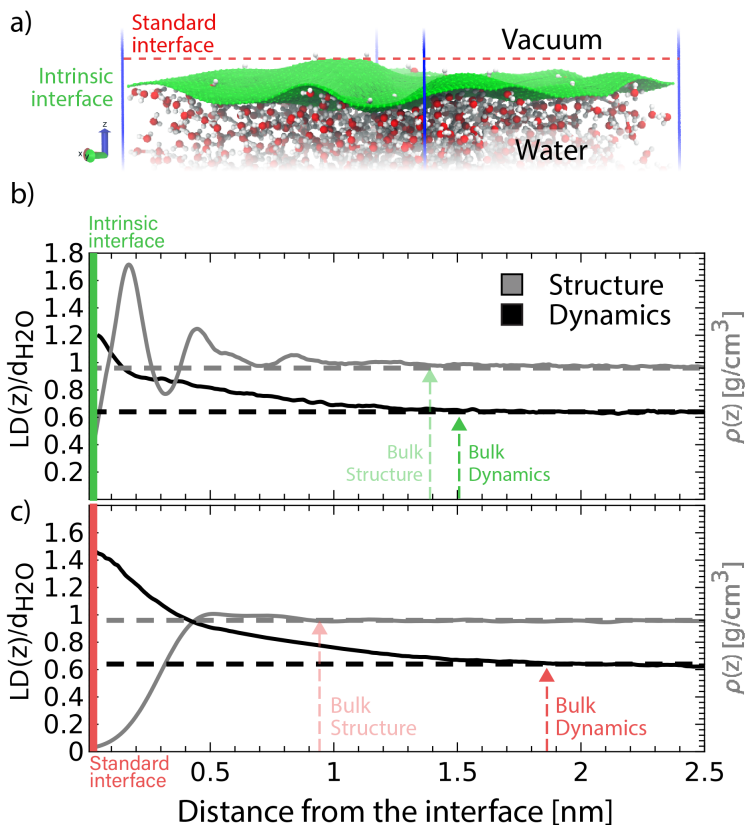 a)
Standard
interface
Vacuum
Intrinsic
interface
z
x
y
Water
b)
Intrinsic
interface
1.8
1.6
1.4
1.2
1
0.8
0.6
0.4
0.2
LD(z)/dH2O
Structure
Dynamics
ρ(z) [g/cm³]
Bulk
Structure
Bulk
Dynamics
c)
1.6
1.4
1.2
1
0.8
0.6
0.4
0.2
0
LD(z)/dH2O
ρ(z) [g/cm³]
Bulk
Structure
Bulk
Dynamics
Standard
interface
0.5
1
1.5
2
2.5
Distance from the interface [nm]